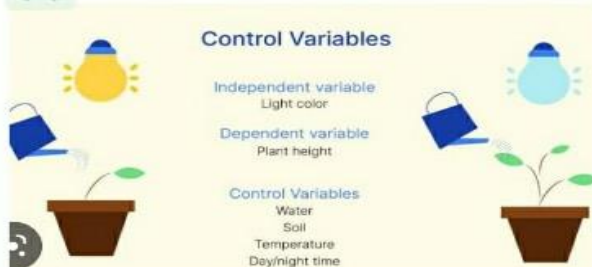 Control Variables
Independent variable
Light color
Dependent variable
Plant height
Control Variables
Water
Soil
Temperature
Day/night time